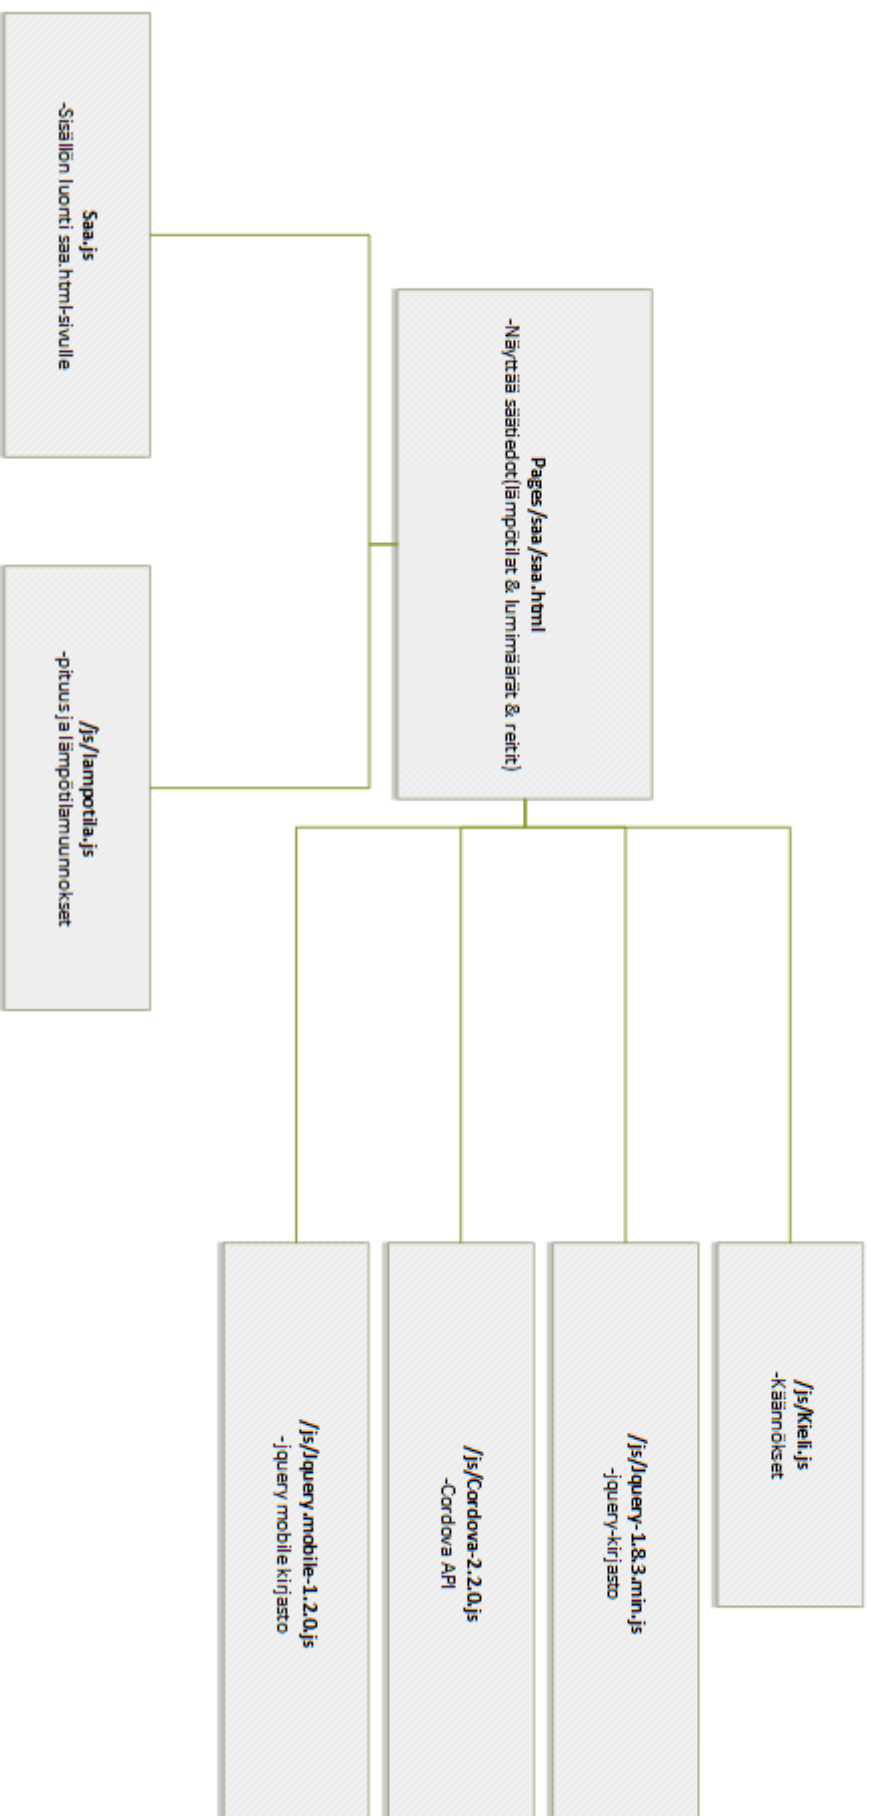 Pages/saa/saa.html
-Näyttää säätiedot(lämpötilat & lumimäärät & reitit)
/js/Kieli.js
-Käännökset
/js/Jquery-1.8.3.min.js
-jquery-kirjasto
/js/Cordova-2.2.0.js
-Cordova API
/js/Jquery.mobile-1.2.0.js
-jquery mobile kirjasto
Saa.js
-Sisällön luonti saa.html-sivulle
/js/lampotila.js
-pituus ja lämpötilamuunnokset